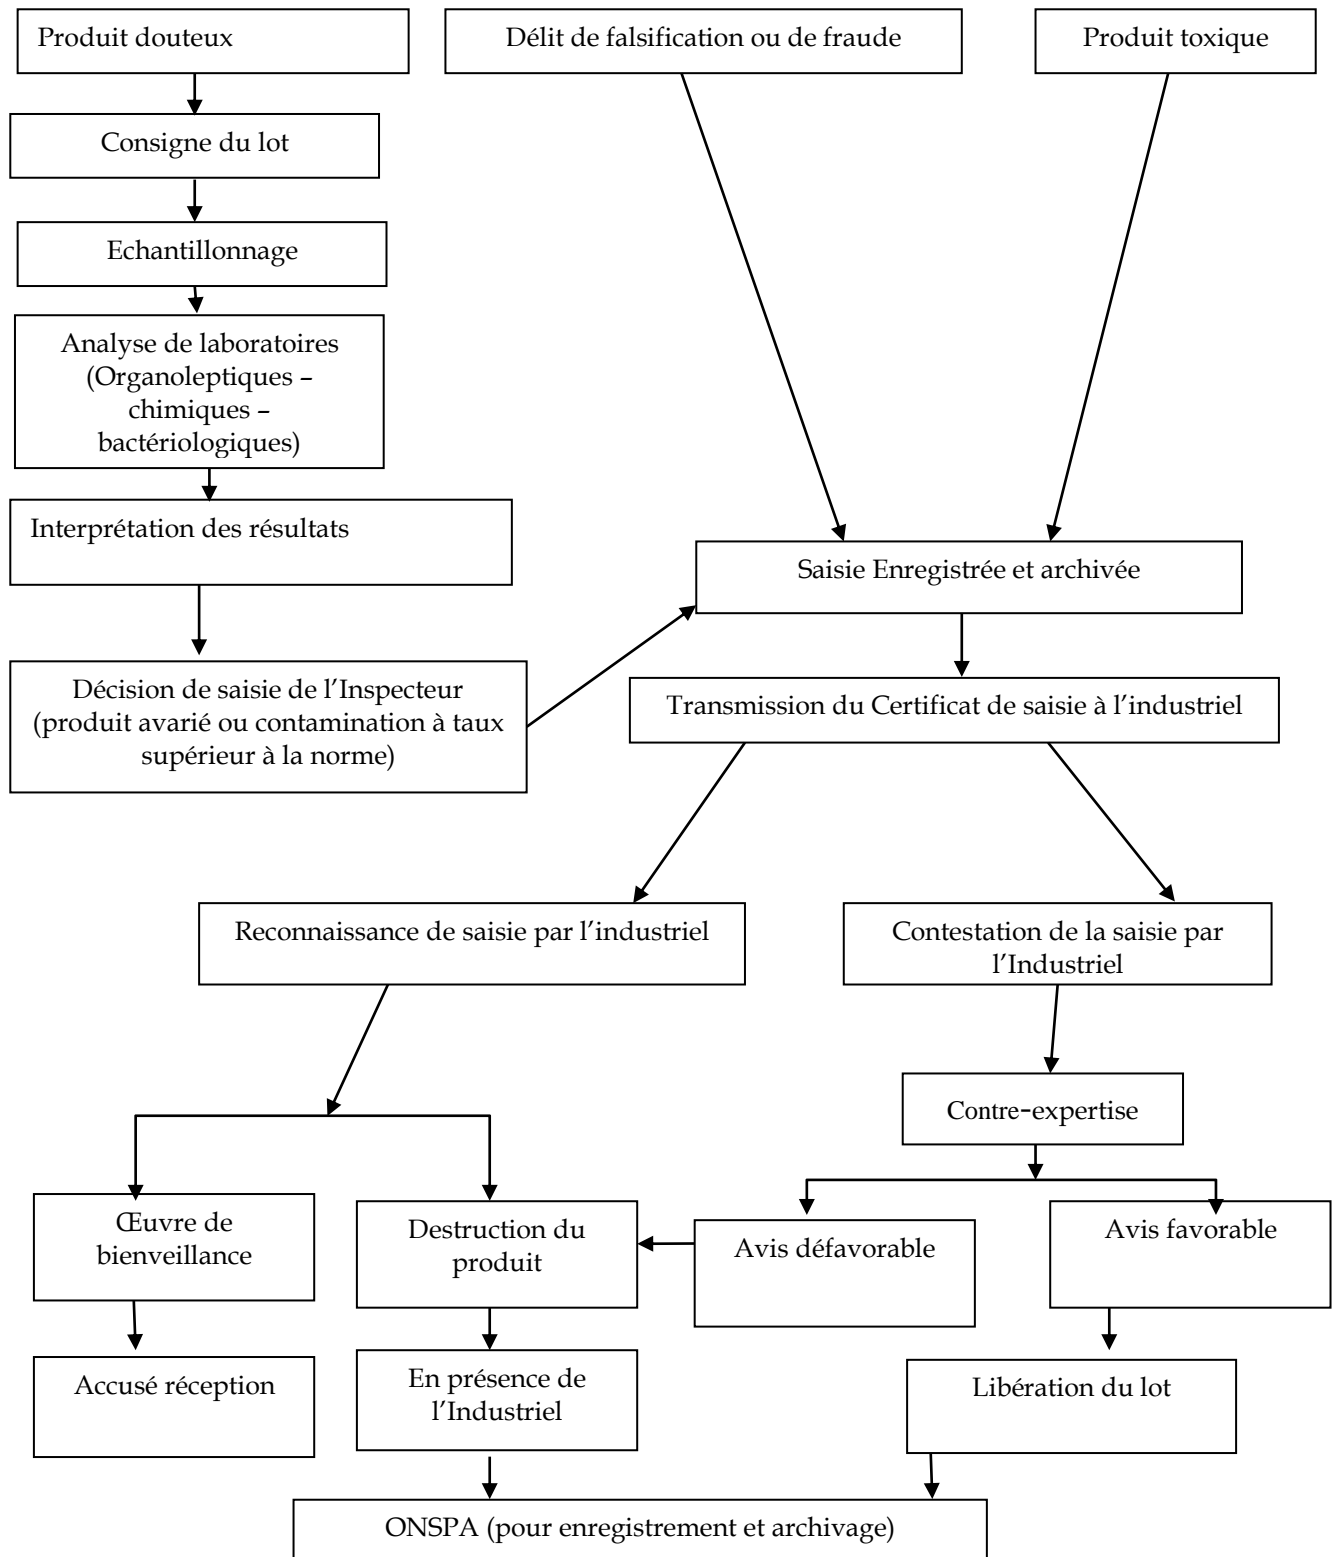 Produit douteux
Délit de falsification ou de fraude
Produit toxique
Consigne du lot
Echantillonnage
Analyse de laboratoires
(Organoleptiques –
chimiques –
bactériologiques)
Interprétation des résultats
Saisie Enregistrée et archivée
Décision de saisie de l’Inspecteur
(produit avarié ou contamination à taux
supérieur à la norme)
Transmission du Certificat de saisie à l’industriel
Reconnaissance de saisie par l’industriel
Contestation de la saisie par
l’Industriel
Contre-expertise
Œuvre de
bienveillance
Destruction du
produit
Avis défavorable
Avis favorable
Accusé réception
En présence de
l’Industriel
Libération du lot
ONSPA (pour enregistrement et archivage)